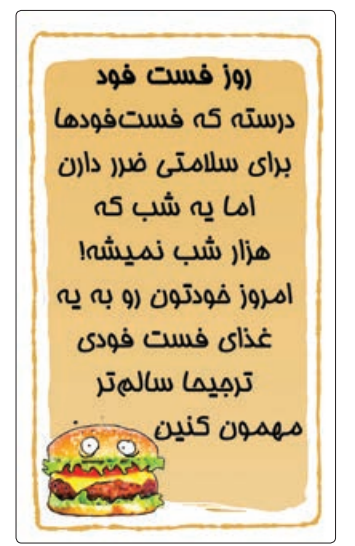 روز فست فود
درسته که فست‌فودها
برای سلامتی ضرر دارن
اما یه شب که
هزار شب نمیشه!
امروز خودتون رو به یه
غذای فست فودی
ترجیحا سالم‌تر
مهمون کنین